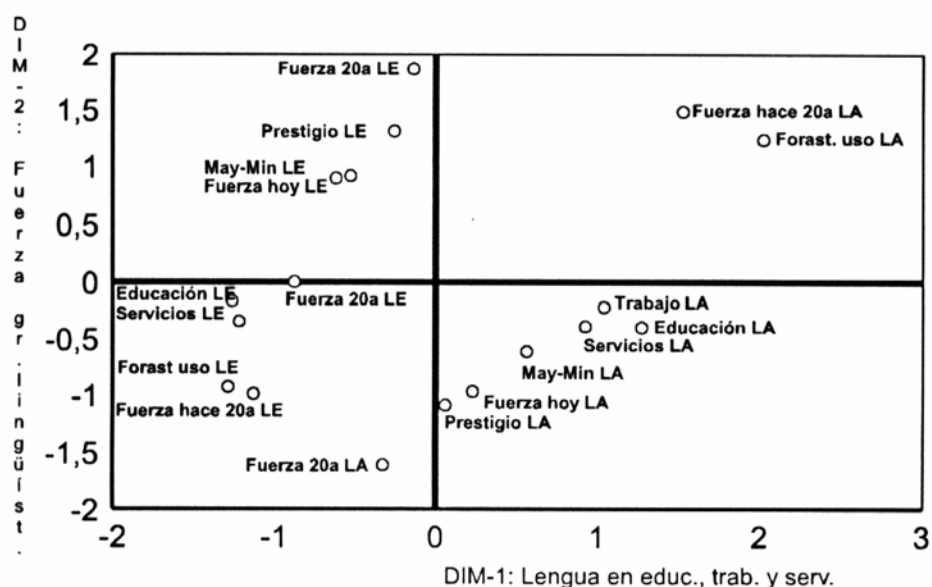 DIM-2: Fuerza gr.lingüíst.
2
1,5
1
0,5
0
-0,5
-1
-1,5
-2
Fuerza 20a LE
Prestigio LE
May-Min LE
Fuerza hoy LE
Fuerza hace 20a LA
Forast. uso LA
Educación LE
Fuerza 20a LE
Servicios LE
Forast uso LE
Fuerza hace 20a LE
Fuerza 20a LA
Trabajo LA
Educación LA
Servicios LA
May-Min LA
Fuerza hoy LA
Prestigio LA
-2
-1
0
1
2
3
DIM-1: Lengua en educ., trab. y serv.